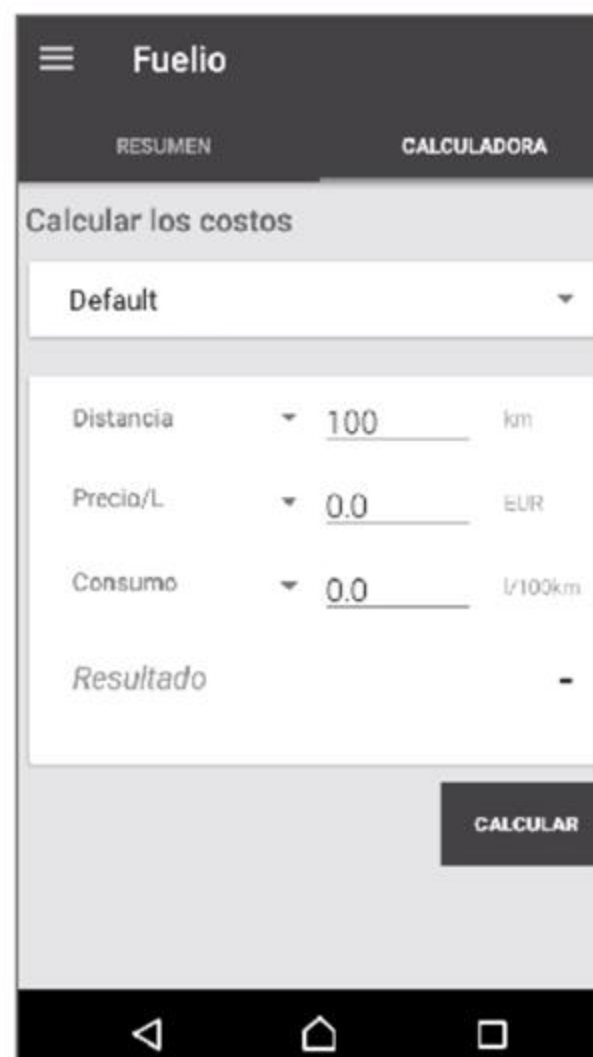 Fuelio
RESUMEN CALCULADORA
Calcular los costos
Default
Distancia 100 km
Precio/L 0.0 EUR
Consumo 0.0 l/100km
Resultado -
CALCULAR